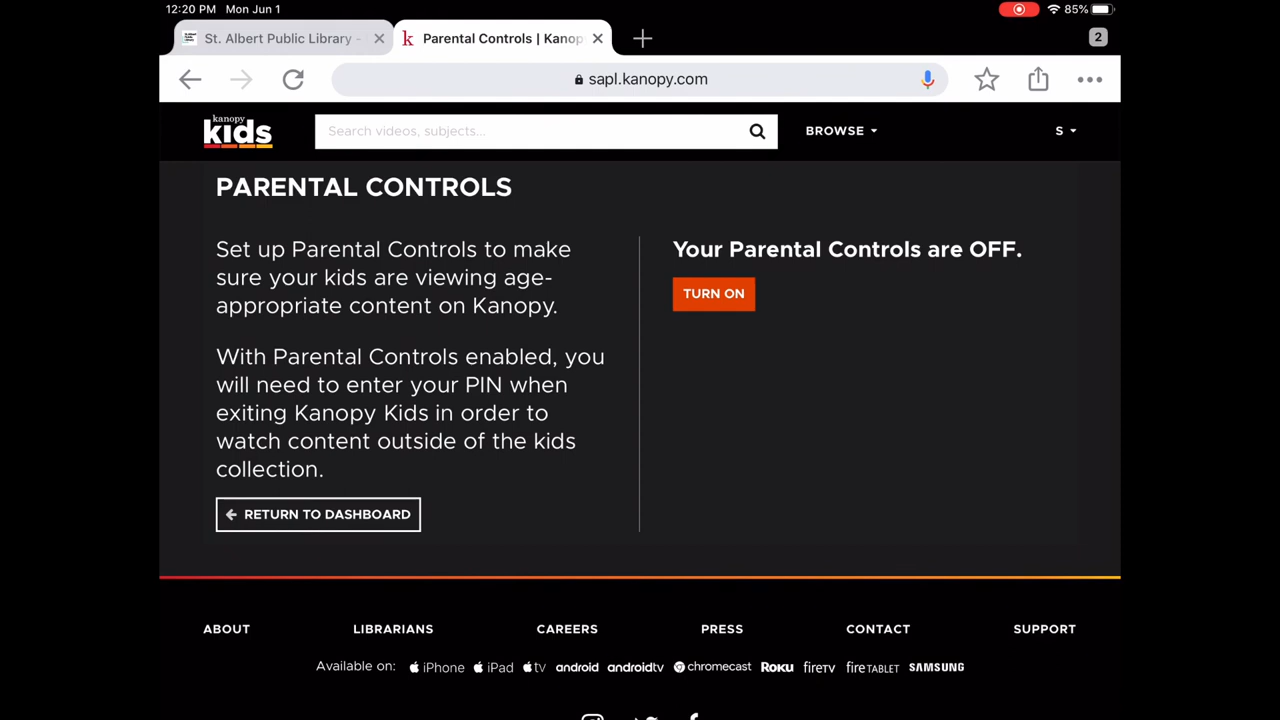 12:20 PM Mon Jun 1
85%
St. Albert Public Library -
k Parental Controls | Kanop
2
sapl.kanopy.com
kanopy
kids
Search videos, subjects...
BROWSE
S
PARENTAL CONTROLS
Set up Parental Controls to make
sure your kids are viewing age-
appropriate content on Kanopy.
With Parental Controls enabled, you
will need to enter your PIN when
exiting Kanopy Kids in order to
watch content outside of the kids
collection.
RETURN TO DASHBOARD
Your Parental Controls are OFF.
TURN ON
ABOUT LIBRARIANS CAREERS PRESS CONTACT SUPPORT
Available on: iPhone iPad tv android androidtv chromecast Roku firetv fireTABLET SAMSUNG